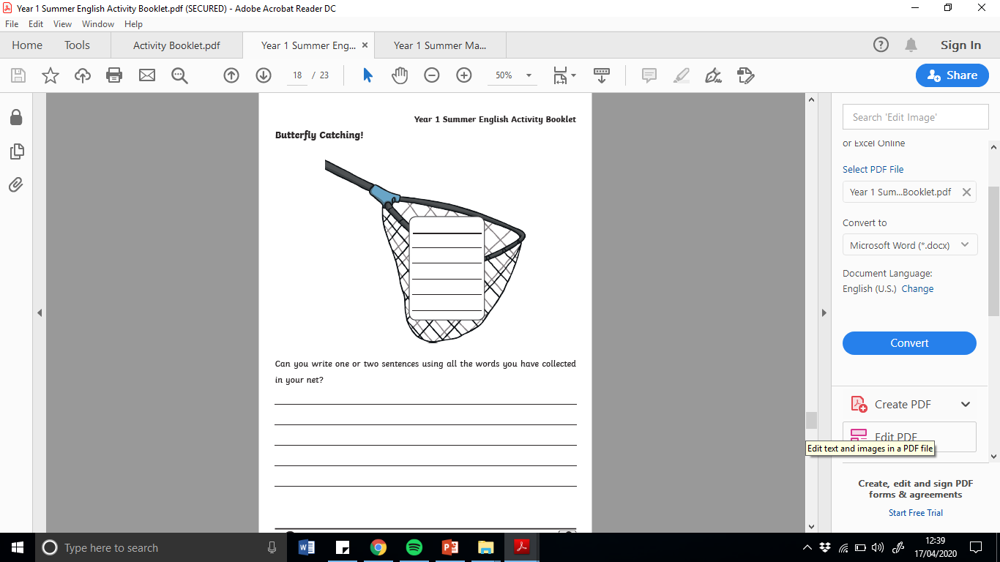 Year 1 Summer English Activity Booklet.pdf (SECURED) - Adobe Acrobat Reader DC
File Edit View Window Help
Home Tools Activity Booklet.pdf Year 1 Summer Eng... × Year 1 Summer Ma... Sign In
18 / 23 50% Share
Year 1 Summer English Activity Booklet
Butterfly Catching!
Can you write one or two sentences using all the words you have collected
in your net?
Search 'Edit Image'
or Excel Online
Select PDF File
Year 1 Sum...Booklet.pdf
Convert to
Microsoft Word (*.docx)
Document Language:
English (U.S.) Change
Convert
Create PDF
Edit PDF
Edit text and images in a PDF file
Create, edit and sign PDF
forms & agreements
Start Free Trial
Type here to search
12:39
17/04/2020